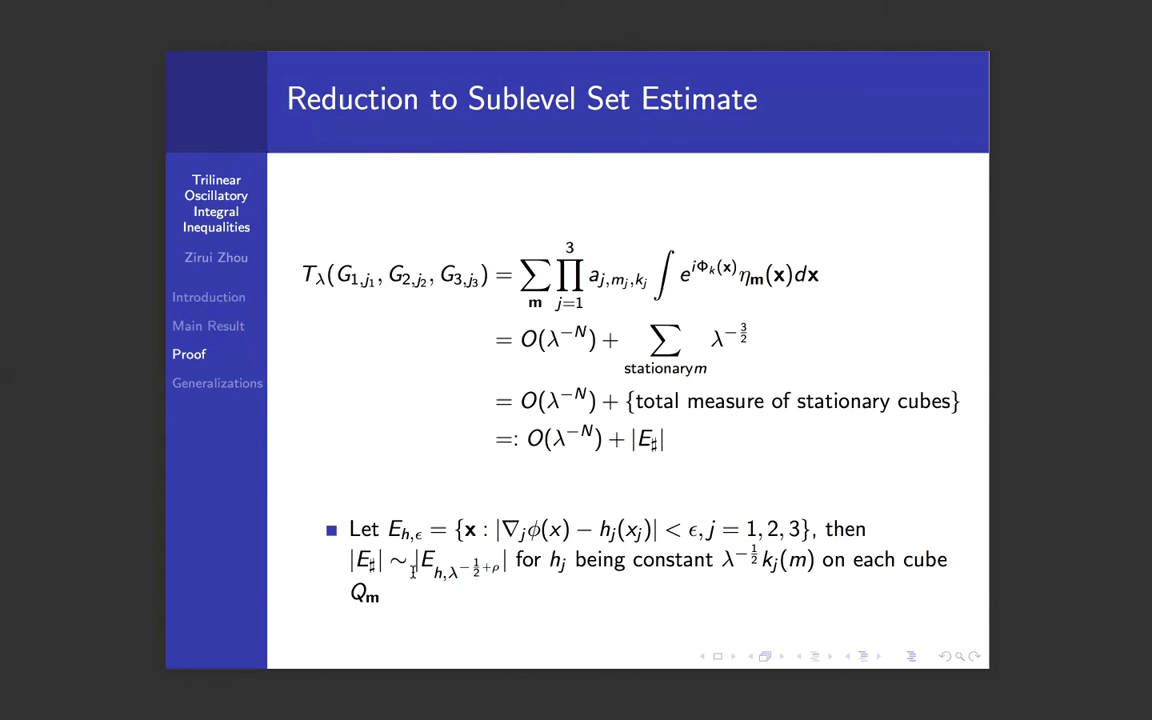 Reduction to Sublevel Set Estimate
Trilinear
Oscillatory
Integral
Inequalities
Zirui Zhou
Introduction
Main Result
Proof
Generalizations
T_λ(G_{1,j_1}, G_{2,j_2}, G_{3,j_3}) = ∑_m ∏_{j=1}^3 a_{j,m_j,k_j} ∫ e^{iΦ_k(x)} η_m(x)dx
= O(λ^{−N}) + ∑_{stationary m} λ^{−3/2}
= O(λ^{−N}) + {total measure of stationary cubes}
=: O(λ^{−N}) + |E_♯|
Let E_{h,ϵ} = {x : |∇_jϕ(x) − h_j(x_j)| < ϵ, j = 1, 2, 3}, then
|E_♯| ∼ |E_{h,λ^{−1/2+ρ}}| for h_j being constant λ^{−1/2}k_j(m) on each cube
Q_m